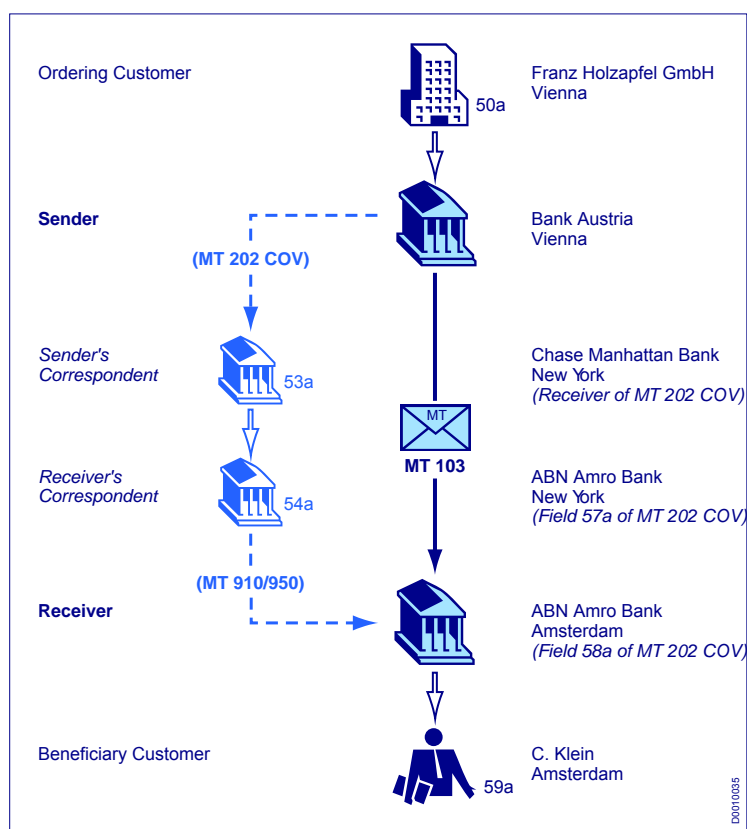 Ordering Customer
50a
Franz Holzapfel GmbH
Vienna
Sender
Bank Austria
Vienna
(MT 202 COV)
Sender's
Correspondent
53a
Chase Manhattan Bank
New York
(Receiver of MT 202 COV)
MT
MT 103
Receiver's
Correspondent
54a
ABN Amro Bank
New York
(Field 57a of MT 202 COV)
(MT 910/950)
Receiver
ABN Amro Bank
Amsterdam
(Field 58a of MT 202 COV)
Beneficiary Customer
59a
C. Klein
Amsterdam
D0010035